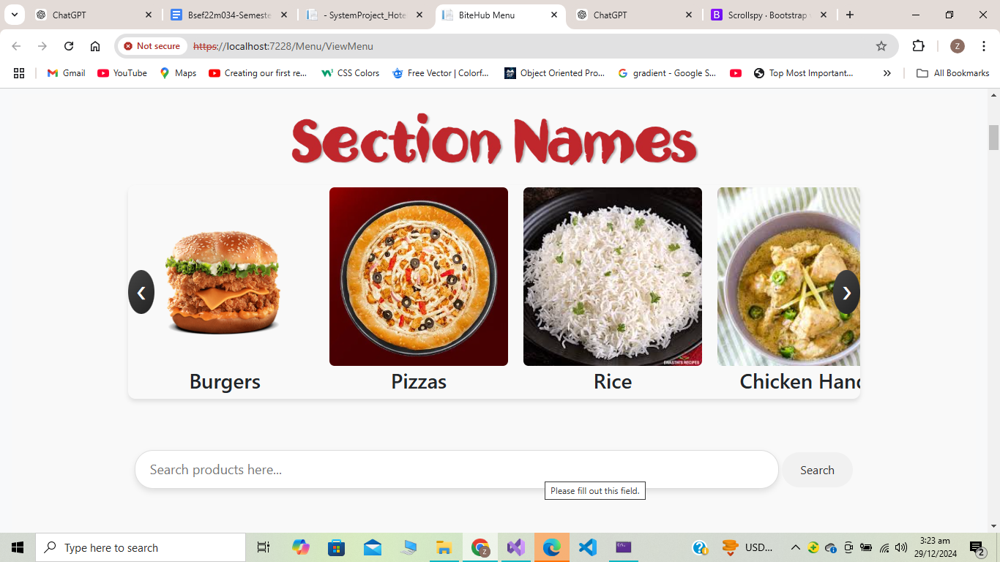 ChatGPT
Bsef22m034-Semeste
- SystemProject_Hote
BiteHub Menu
ChatGPT
Scrollspy · Bootstrap
Not secure
https://localhost:7228/Menu/ViewMenu
Z
Gmail
YouTube
Maps
Creating our first re...
CSS Colors
Free Vector | Colorf...
Object Oriented Pro...
gradient - Google S...
Top Most Important...
All Bookmarks
Section Names
SWASTHI'S RECIPES
Burgers
Pizzas
Rice
Chicken Hand
Search products here...
Search
Please fill out this field.
Type here to search
Z
USD...
3:23 am
29/12/2024
2